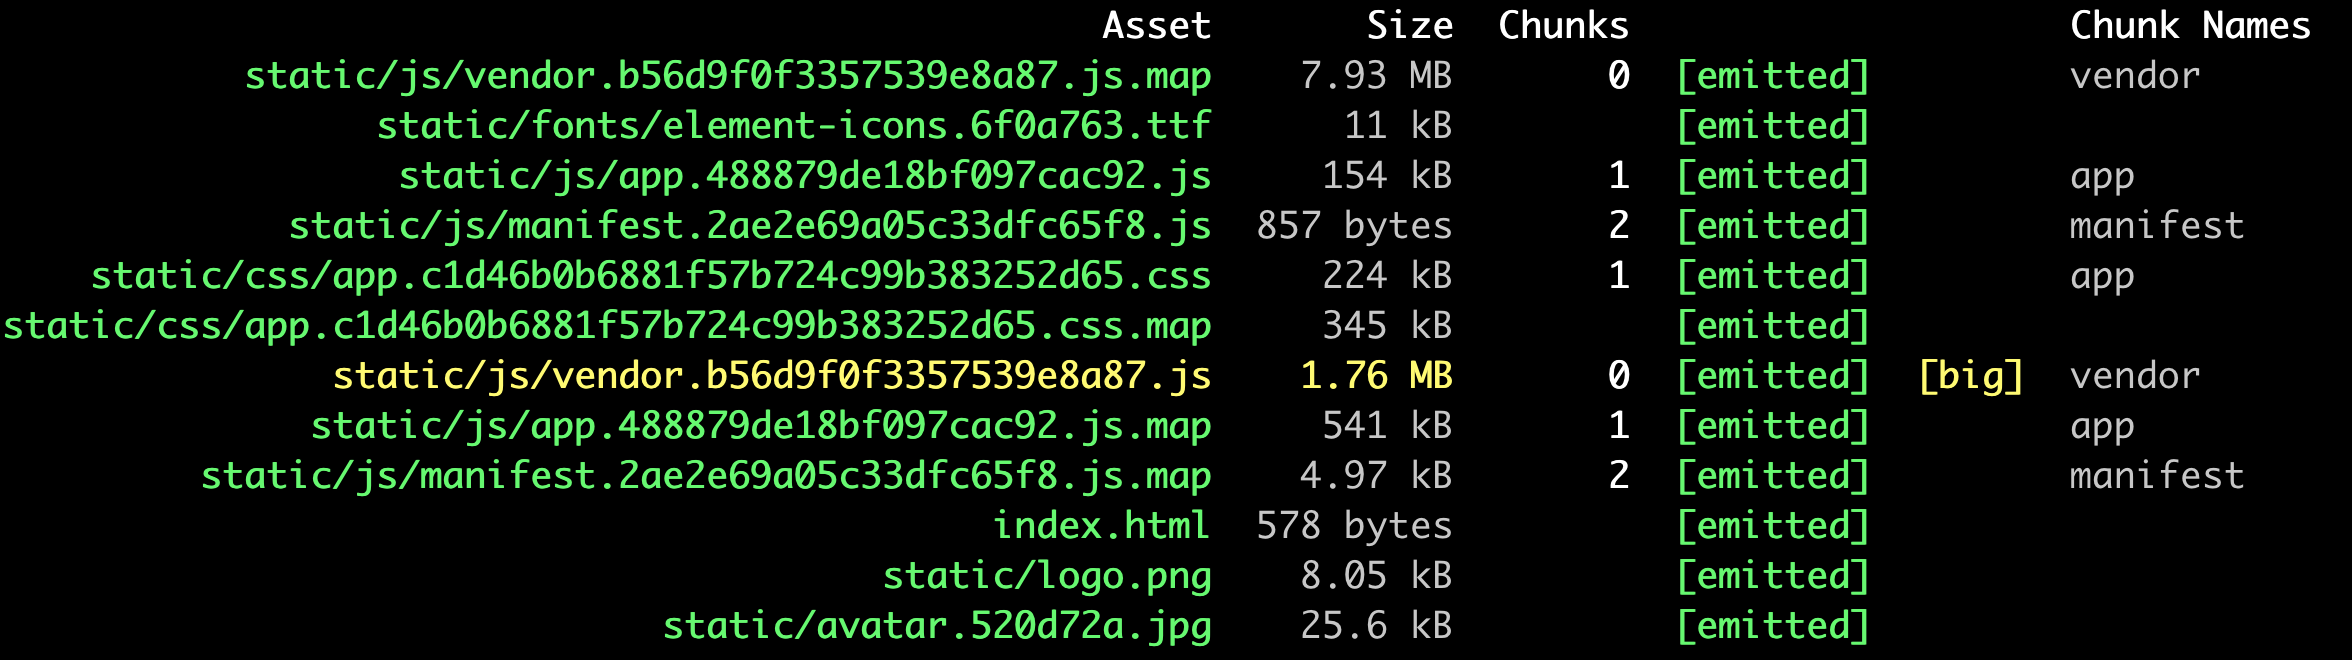 Asset Size Chunks Chunk Names
static/js/vendor.b56d9f0f3357539e8a87.js.map 7.93 MB 0 [emitted] vendor
static/fonts/element-icons.6f0a763.ttf 11 kB [emitted]
static/js/app.488879de18bf097cac92.js 154 kB 1 [emitted] app
static/js/manifest.2ae2e69a05c33dfc65f8.js 857 bytes 2 [emitted] manifest
static/css/app.c1d46b0b6881f57b724c99b383252d65.css 224 kB 1 [emitted] app
static/css/app.c1d46b0b6881f57b724c99b383252d65.css.map 345 kB [emitted]
static/js/vendor.b56d9f0f3357539e8a87.js 1.76 MB 0 [emitted] [big] vendor
static/js/app.488879de18bf097cac92.js.map 541 kB 1 [emitted] app
static/js/manifest.2ae2e69a05c33dfc65f8.js.map 4.97 kB 2 [emitted] manifest
index.html 578 bytes [emitted]
static/logo.png 8.05 kB [emitted]
static/avatar.520d72a.jpg 25.6 kB [emitted]